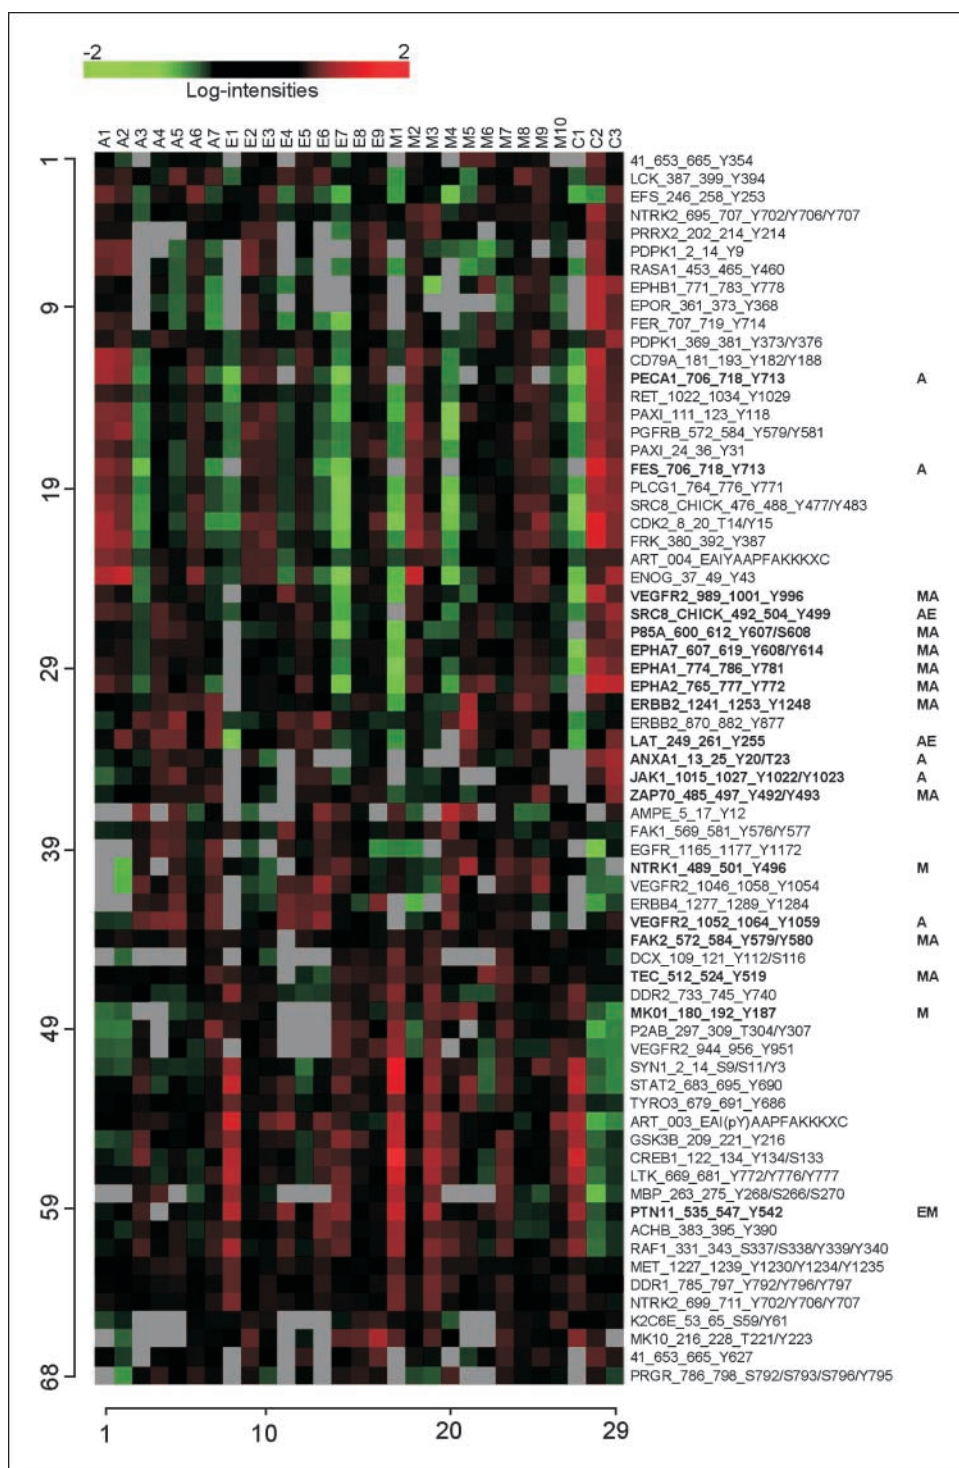 -2 2
Log-intensities
A1 A2 A3 A4 A5 A6 A7 E1 E2 E3 E4 E5 E6 E7 E8 E9 M1 M2 M3 M4 M5 M6 M7 M8 M9 M10 C1 C2 C3
1 41_653_665_Y354
LCK_387_399_Y394
EFS_246_258_Y253
NTRK2_695_707_Y702/Y706/Y707
PRRX2_202_214_Y214
PDPK1_2_14_Y9
RASA1_453_465_Y460
EPHB1_771_783_Y778
9 EPOR_361_373_Y368
FER_707_719_Y714
PDPK1_369_381_Y373/Y376
CD79A_181_193_Y182/Y188
PECA1_706_718_Y713 A
RET_1022_1034_Y1029
PAXI_111_123_Y118
PGFRB_572_584_Y579/Y581
PAXI_24_36_Y31
FES_706_718_Y713 A
19 PLCG1_764_776_Y771
SRC8_CHICK_476_488_Y477/Y483
CDK2_8_20_T14/Y15
FRK_380_392_Y387
ART_004_EAIYAAPFAKKKXC
ENOG_37_49_Y43
VEGFR2_989_1001_Y996 MA
SRC8_CHICK_492_504_Y499 AE
P85A_600_612_Y607/S608 MA
EPHA7_607_619_Y608/Y614 MA
29 EPHA1_774_786_Y781 MA
EPHA2_765_777_Y772 MA
ERBB2_1241_1253_Y1248 MA
ERBB2_870_882_Y877
LAT_249_261_Y255 AE
ANXA1_13_25_Y20/T23 A
JAK1_1015_1027_Y1022/Y1023 A
ZAP70_485_497_Y492/Y493 MA
AMPE_5_17_Y12
FAK1_569_581_Y576/Y577
39 EGFR_1165_1177_Y1172
NTRK1_489_501_Y496 M
VEGFR2_1046_1058_Y1054
ERBB4_1277_1289_Y1284
VEGFR2_1052_1064_Y1059 A
FAK2_572_584_Y579/Y580 MA
DCX_109_121_Y112/S116
TEC_512_524_Y519 MA
DDR2_733_745_Y740
MK01_180_192_Y187 M
49 P2AB_297_309_T304/Y307
VEGFR2_944_956_Y951
SYN1_2_14_S9/S11/Y3
STAT2_683_695_Y690
TYRO3_679_691_Y686
ART_003_EAI(pY)AAPFAKKKXC
GSK3B_209_221_Y216
CREB1_122_134_Y134/S133
LTK_669_681_Y772/Y776/Y777
MBP_263_275_Y268/S266/S270
59 PTN11_535_547_Y542 EM
ACHB_383_395_Y390
RAF1_331_343_S337/S338/Y339/Y340
MET_1227_1239_Y1230/Y1234/Y1235
DDR1_785_797_Y792/Y796/Y797
NTRK2_699_711_Y702/Y706/Y707
K2C6E_53_65_S59/Y61
MK10_216_228_T221/Y223
41_653_665_Y627
68 PRGR_786_798_S792/S793/S796/Y795
1 10 20 29